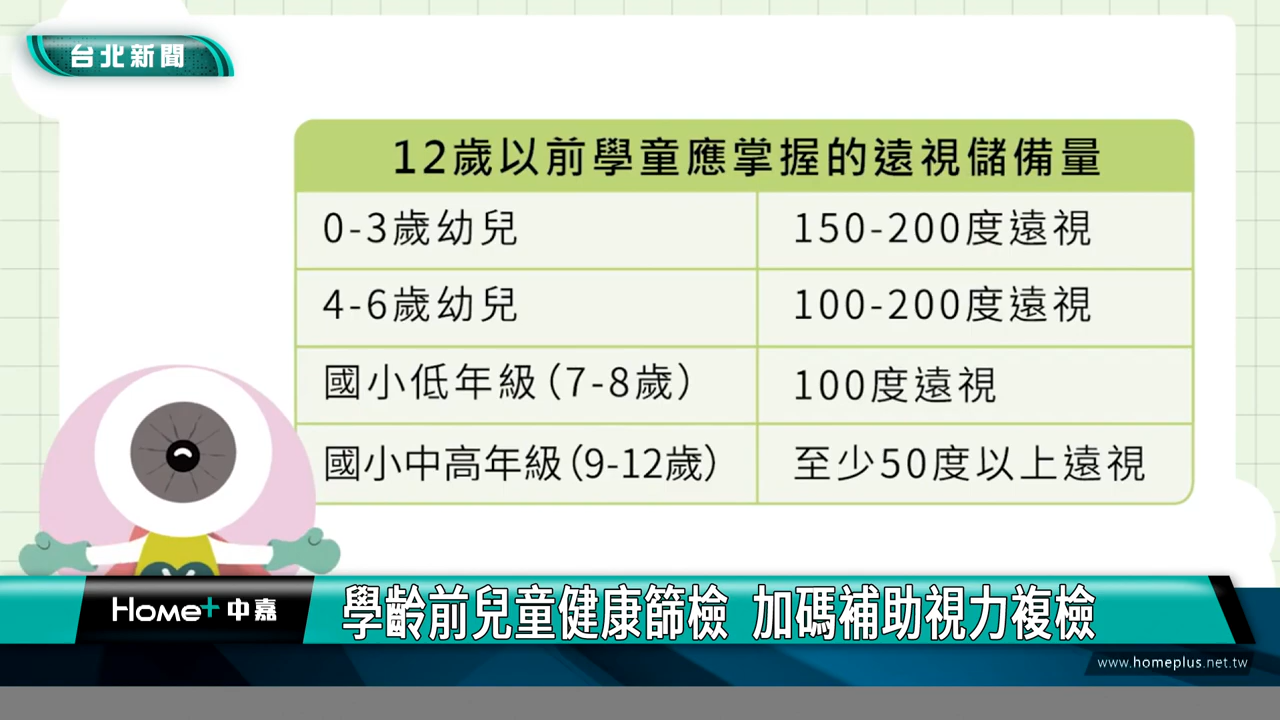 台北新聞
12歲以前學童應掌握的遠視儲備量
0-3歲幼兒
150-200度遠視
4-6歲幼兒
100-200度遠視
國小低年級(7-8歲)
100度遠視
國小中高年級(9-12歲)
至少50度以上遠視
Home+中嘉
學齡前兒童健康篩檢 加碼補助視力複檢
www.homeplus.net.tw